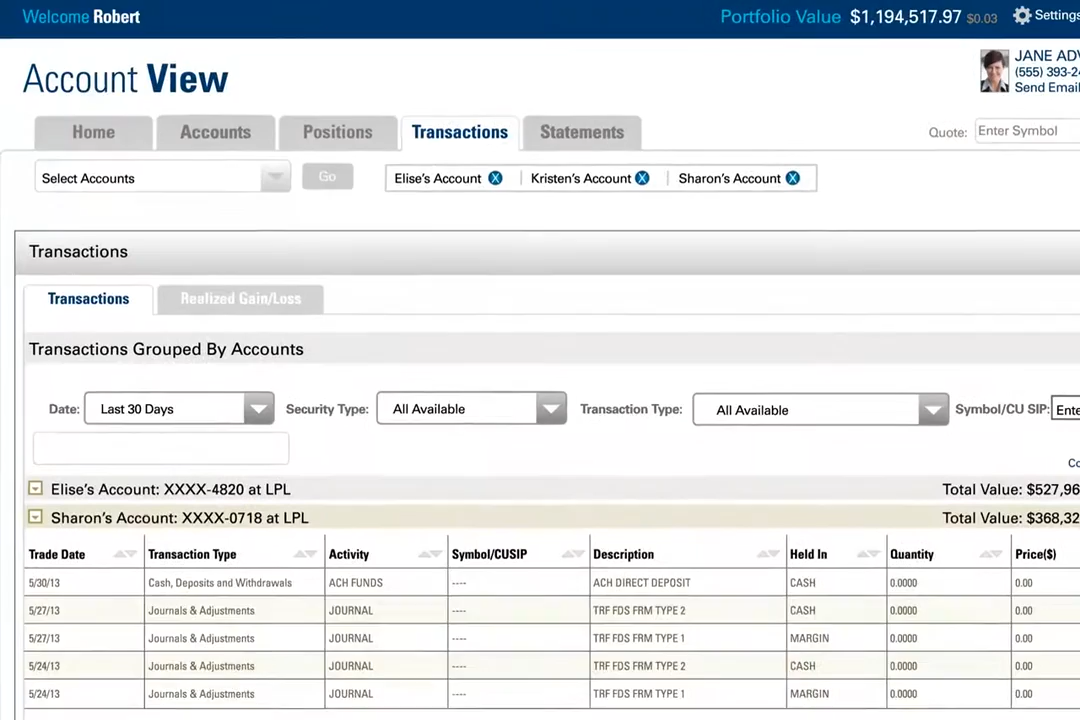 Welcome Robert
Portfolio Value $1,194,517.97 $0.03 Settings
Account View
JANE ADV
(555) 393-24
Send Email
Home Accounts Positions Transactions Statements
Quote: Enter Symbol
Select Accounts Go Elise's Account X Kristen's Account X Sharon's Account X
Transactions
Transactions Realized Gain/Loss
Transactions Grouped By Accounts
Date: Last 30 Days Security Type: All Available Transaction Type: All Available Symbol/CU SIP: Ente
Co
Elise's Account: XXXX-4820 at LPL Total Value: $527,96
Sharon's Account: XXXX-0718 at LPL Total Value: $368,32
Trade Date Transaction Type Activity Symbol/CUSIP Description Held In Quantity Price($)
5/30/13 Cash, Deposits and Withdrawals ACH FUNDS ---- ACH DIRECT DEPOSIT CASH 0.0000 0.00
5/27/13 Journals & Adjustments JOURNAL ---- TRF FDS FRM TYPE 2 CASH 0.0000 0.00
5/27/13 Journals & Adjustments JOURNAL ---- TRF FDS FRM TYPE 1 MARGIN 0.0000 0.00
5/24/13 Journals & Adjustments JOURNAL ---- TRF FDS FRM TYPE 2 CASH 0.0000 0.00
5/24/13 Journals & Adjustments JOURNAL ---- TRF FDS FRM TYPE 1 MARGIN 0.0000 0.00